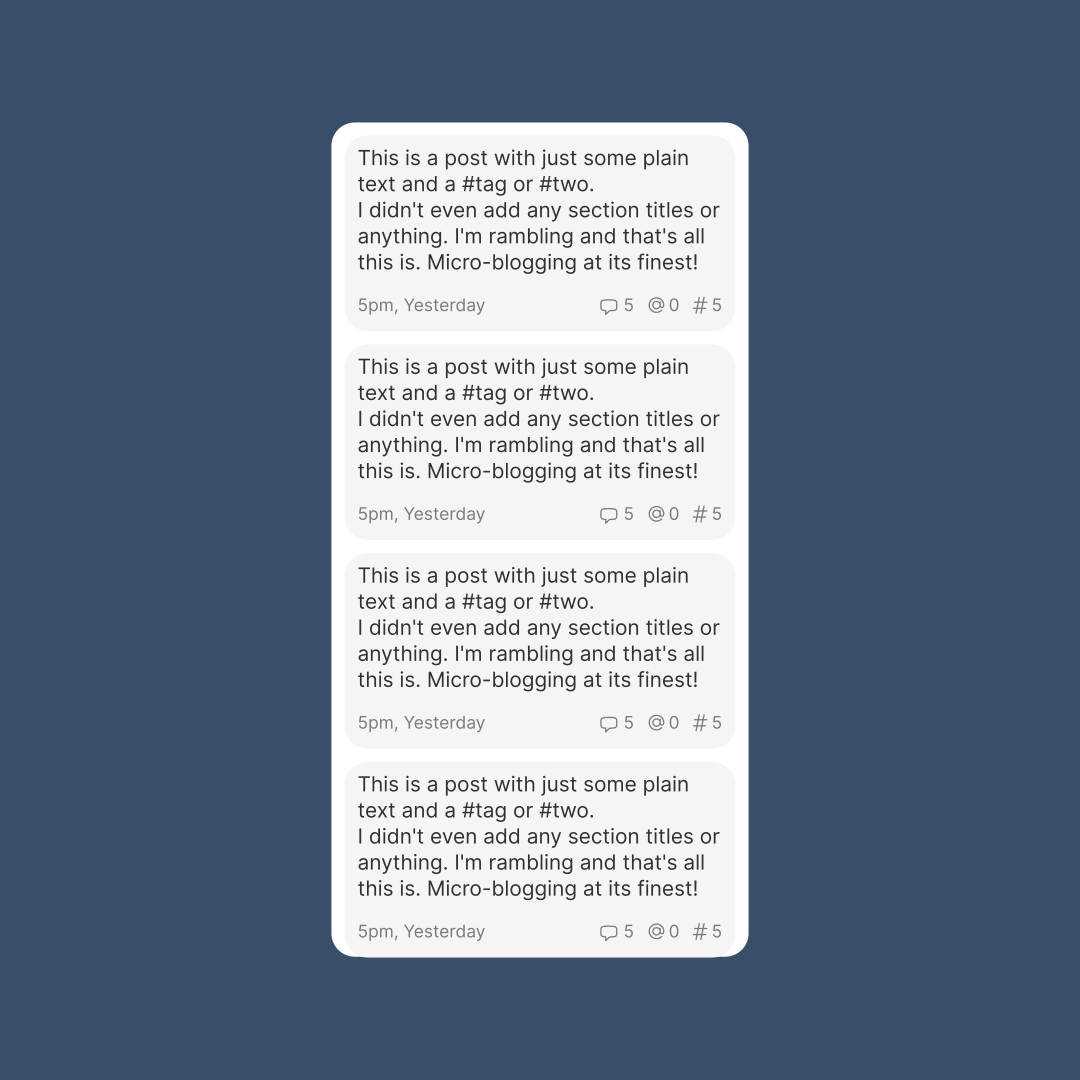 This is a post with just some plain
text and a #tag or #two.
I didn't even add any section titles or
anything. I'm rambling and that's all
this is. Micro-blogging at its finest!
5pm, Yesterday 5 @0 #5
This is a post with just some plain
text and a #tag or #two.
I didn't even add any section titles or
anything. I'm rambling and that's all
this is. Micro-blogging at its finest!
5pm, Yesterday 5 @0 #5
This is a post with just some plain
text and a #tag or #two.
I didn't even add any section titles or
anything. I'm rambling and that's all
this is. Micro-blogging at its finest!
5pm, Yesterday 5 @0 #5
This is a post with just some plain
text and a #tag or #two.
I didn't even add any section titles or
anything. I'm rambling and that's all
this is. Micro-blogging at its finest!
5pm, Yesterday 5 @0 #5